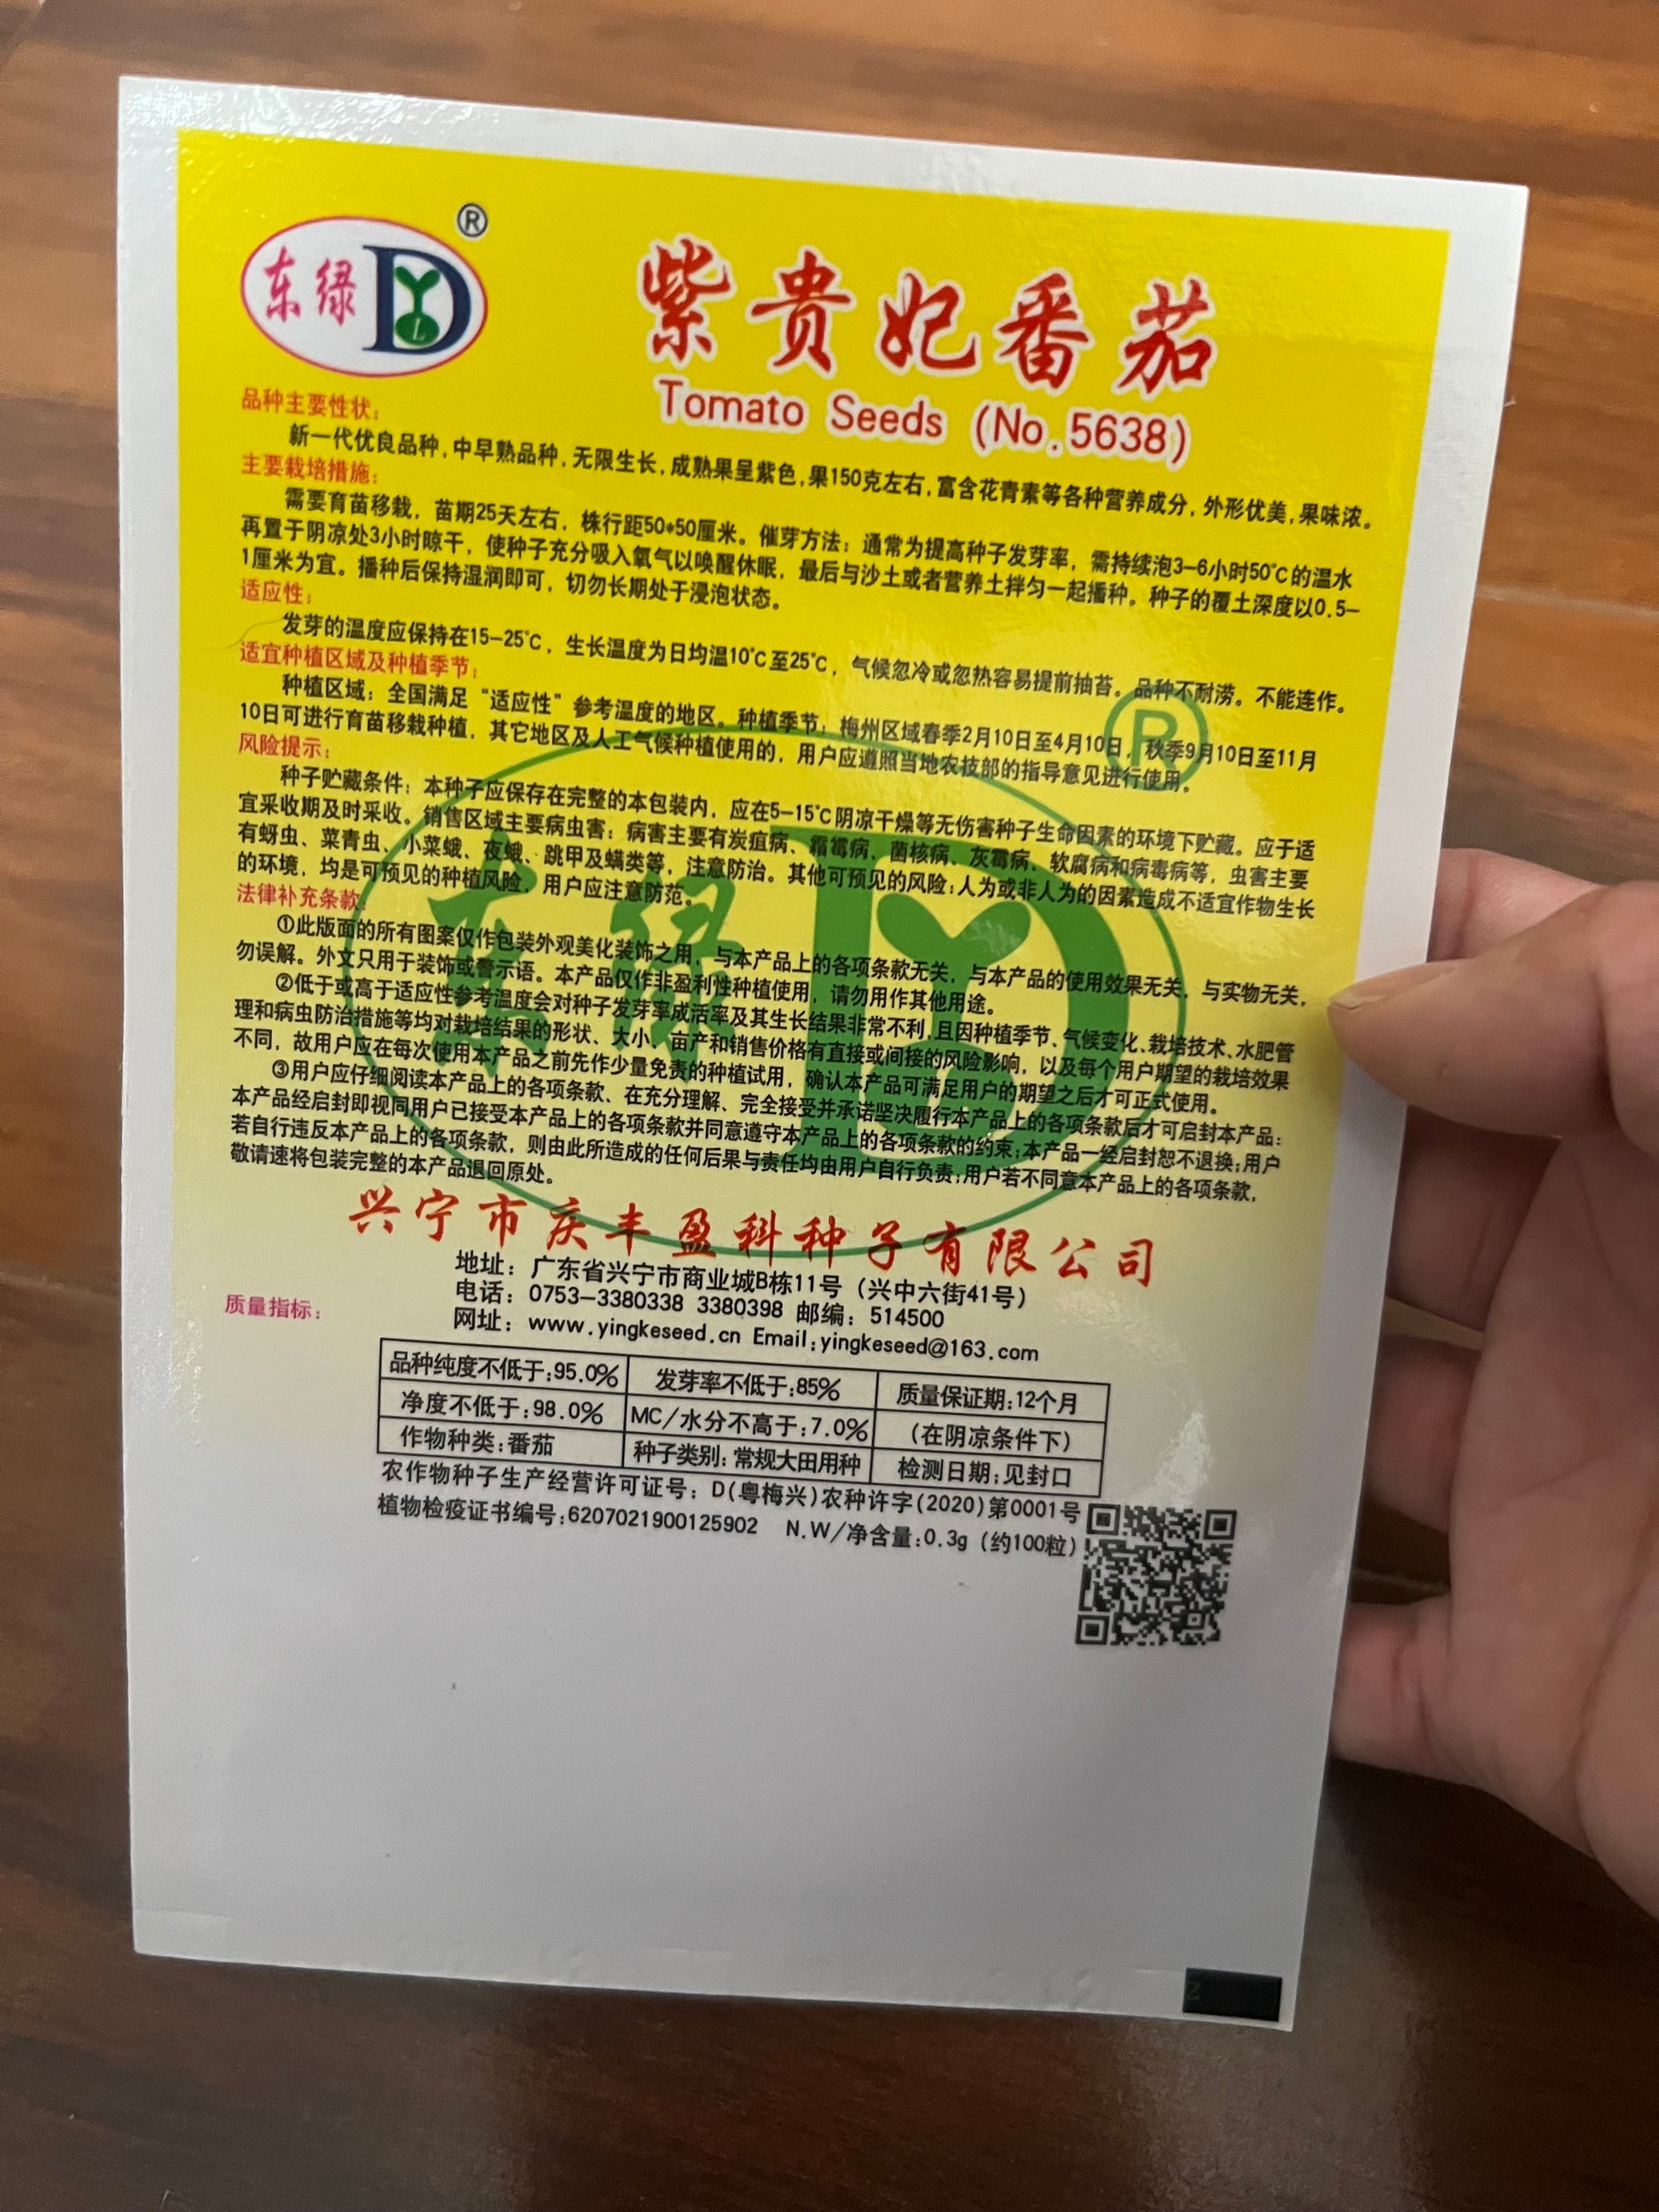 东绿 D ®
L
紫贵妃番茄
Tomato Seeds (No.5638)
品种主要性状：
新一代优良品种，中早熟品种，无限生长，成熟果呈紫色，果150克左右，富含花青素等各种营养成分，外形优美，果味浓。
主要栽培措施：
需要育苗移栽，苗期25天左右，株行距50*50厘米。催芽方法：通常为提高种子发芽率，需持续泡3-6小时50℃的温水
再置于阴凉处3小时晾干，使种子充分吸入氧气以唤醒休眠，最后与沙土或者营养土拌匀一起播种。种子的覆土深度以0.5-
1厘米为宜。播种后保持湿润即可，切勿长期处于浸泡状态。
适应性：
发芽的温度应保持在15-25℃，生长温度为日均温10℃至25℃，气候忽冷或忽热容易提前抽苔。品种不耐涝。不能连作。
适宜种植区域及种植季节：
种植区域：全国满足“适应性”参考温度的地区。种植季节：梅州区域春季2月10日至4月10日，秋季9月10日至11月
10日可进行育苗移栽种植，其它地区及人工气候种植使用的，用户应遵照当地农技部的指导意见进行使用。
风险提示：
种子贮藏条件：本种子应保存在完整的本包装内，应在5-15℃阴凉干燥等无伤害种子生命因素的环境下贮藏。应于适
宜采收期及时采收。销售区域主要病虫害：病害主要有炭疽病、霜霉病、菌核病、灰霉病、软腐病和病毒病等，虫害主要
有蚜虫、菜青虫、小菜蛾、夜蛾、跳甲及螨类等，注意防治。其他可预见的风险：人为或非人为的因素造成不适宜作物生长
的环境，均是可预见的种植风险，用户应注意防范。
法律补充条款：
①此版面的所有图案仅作包装外观美化装饰之用，与本产品上的各项条款无关，与本产品的使用效果无关，与实物无关，
勿误解。外文只用于装饰或警示语。本产品仅作非盈利性种植使用，请勿用作其他用途。
②低于或高于适应性参考温度会对种子发芽率成活率及其生长结果非常不利，且因种植季节、气候变化、栽培技术、水肥管
理和病虫防治措施等均对栽培结果的形状、大小、亩产和销售价格有直接或间接的风险影响，以及每个用户期望的栽培效果
不同，故用户应在每次使用本产品之前先作少量免责的种植试用，确认本产品可满足用户的期望之后才可正式使用。
③用户应仔细阅读本产品上的各项条款、在充分理解、完全接受并承诺坚决履行本产品上的各项条款后才可启封本产品；
本产品经启封即视同用户已接受本产品上的各项条款并同意遵守本产品上的各项条款的约束；本产品一经启封恕不退换；用户
若自行违反本产品上的各项条款，则由此所造成的任何后果与责任均由用户自行负责；用户若不同意本产品上的各项条款，
敬请速将包装完整的本产品退回原处。
东绿 D ®
兴宁市庆丰盈科种子有限公司
地址：广东省兴宁市商业城B栋11号（兴中六街41号）
电话：0753-3380338 3380398 邮编：514500
网址：www.yingkeseed.cn Email:yingkeseed@163.com
质量指标：
品种纯度不低于：95.0% 发芽率不低于：85% 质量保证期：12个月
净度不低于：98.0% MC/水分不高于：7.0% （在阴凉条件下）
作物种类：番茄 种子类别：常规大田用种 检测日期：见封口
农作物种子生产经营许可证号：D(粤梅兴)农种许字(2020)第0001号
植物检疫证书编号：6207021900125902 N.W/净含量：0.3g（约100粒）